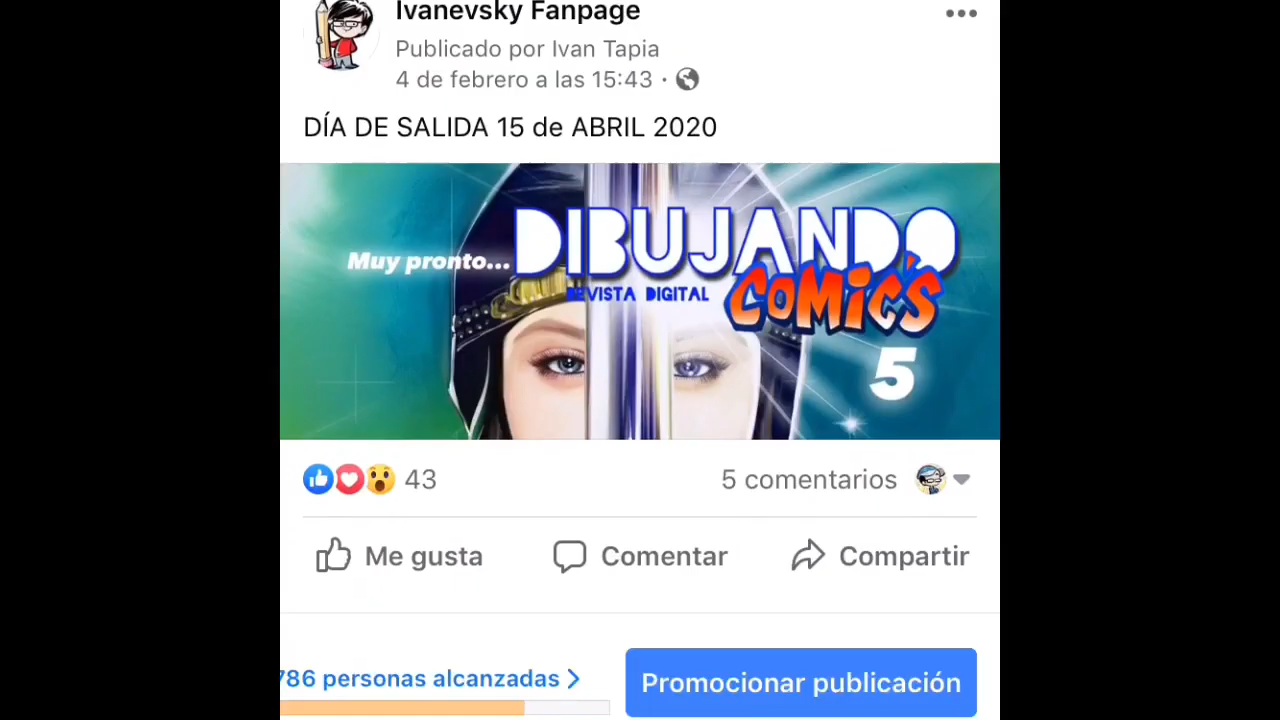 Ivanevsky Fanpage
Publicado por Ivan Tapia
4 de febrero a las 15:43 ·
DÍA DE SALIDA 15 de ABRIL 2020
Muy pronto... DIBUJANDO
REVISTA DIGITAL COMIC'S
5
43 5 comentarios
Me gusta Comentar Compartir
786 personas alcanzadas
Promocionar publicación